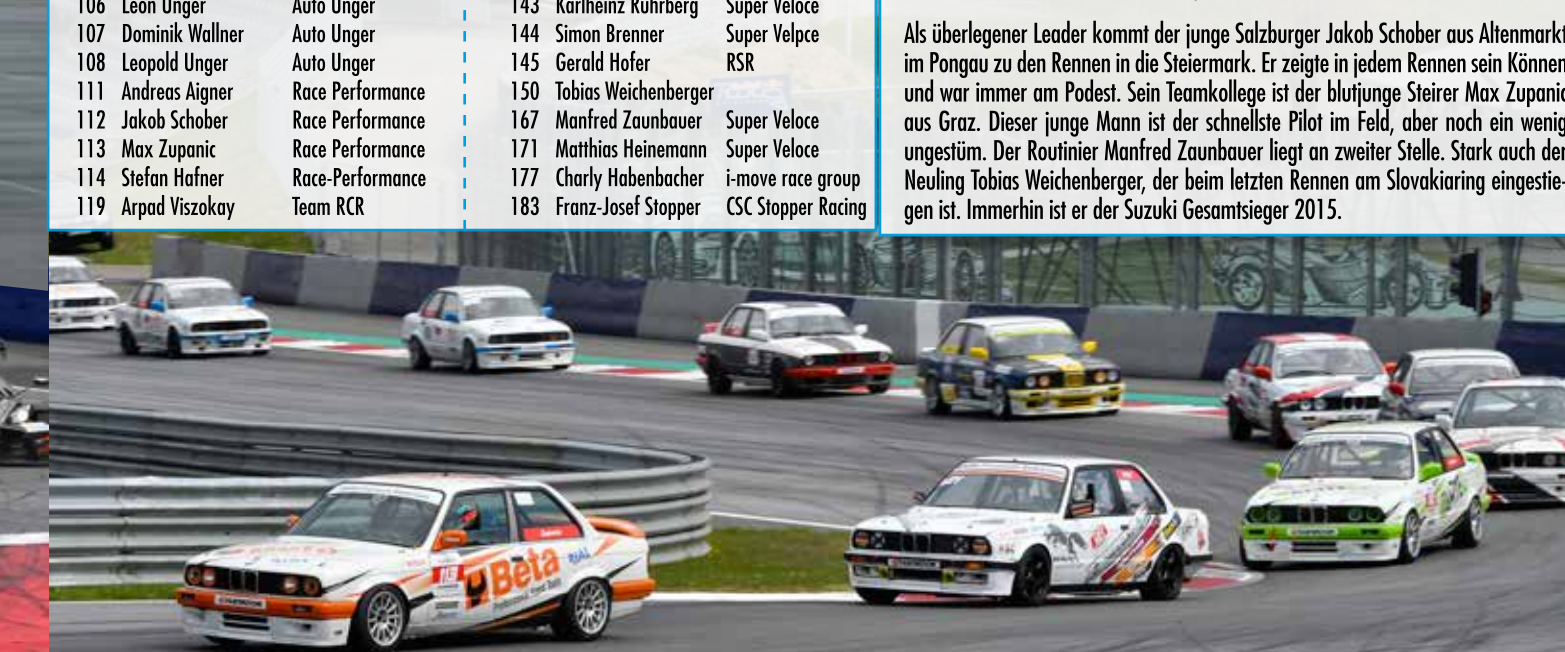 106 Leon Unger Auto Unger
107 Dominik Wallner Auto Unger
108 Leopold Unger Auto Unger
111 Andreas Aigner Race Performance
112 Jakob Schober Race Performance
113 Max Zupanic Race Performance
114 Stefan Hafner Race-Performance
119 Arpad Viszokay Team RCR
143 Karlheinz Ruhrberg Super Veloce
144 Simon Brenner Super Velpce
145 Gerald Hofer RSR
150 Tobias Weichenberger
167 Manfred Zaunbauer Super Veloce
171 Matthias Heinemann Super Veloce
177 Charly Habenbacher i-move race group
183 Franz-Josef Stopper CSC Stopper Racing
Als überlegener Leader kommt der junge Salzburger Jakob Schober aus Altenmarkt
im Pongau zu den Rennen in die Steiermark. Er zeigte in jedem Rennen sein Können
und war immer am Podest. Sein Teamkollege ist der blutjunge Steirer Max Zupanic
aus Graz. Dieser junge Mann ist der schnellste Pilot im Feld, aber noch ein wenig
ungestüm. Der Routinier Manfred Zaunbauer liegt an zweiter Stelle. Stark auch der
Neuling Tobias Weichenberger, der beim letzten Rennen am Slovakiaring eingestie-
gen ist. Immerhin ist er der Suzuki Gesamtsieger 2015.
Beta